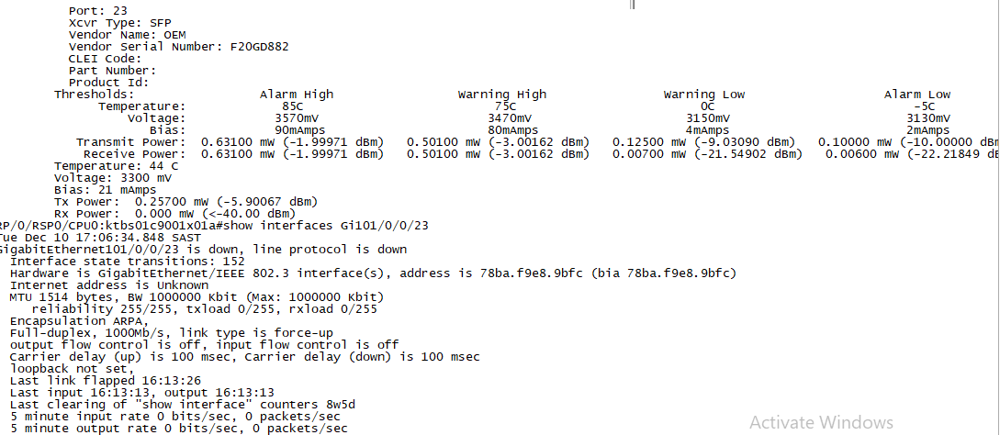 Port: 23
Xcvr Type: SFP
Vendor Name: OEM
Vendor Serial Number: F20GD882
CLEI Code:
Part Number:
Product Id:
Thresholds: Alarm High Warning High Warning Low Alarm Low
Temperature: 85C 75C 0C -5C
Voltage: 3570mV 3470mV 3150mV 3130mV
Bias: 90mAmps 80mAmps 4mAmps 2mAmps
Transmit Power: 0.63100 mW (-1.99971 dBm) 0.50100 mW (-3.00162 dBm) 0.12500 mW (-9.03090 dBm) 0.10000 mW (-10.00000 dBm
Receive Power: 0.63100 mW (-1.99971 dBm) 0.50100 mW (-3.00162 dBm) 0.00700 mW (-21.54902 dBm) 0.00600 mW (-22.21849 dB
Temperature: 44 C
Voltage: 3300 mV
Bias: 21 mAmps
Tx Power: 0.25700 mW (-5.90067 dBm)
Rx Power: 0.000 mW (<-40.00 dBm)
RP/0/RSP0/CPU0:ktbs01c9001x01a#show interfaces Gi101/0/0/23
Tue Dec 10 17:06:34.848 SAST
GigabitEthernet101/0/0/23 is down, line protocol is down
Interface state transitions: 152
Hardware is GigabitEthernet/IEEE 802.3 interface(s), address is 78ba.f9e8.9bfc (bia 78ba.f9e8.9bfc)
Internet address is Unknown
MTU 1514 bytes, BW 1000000 Kbit (Max: 1000000 Kbit)
reliability 255/255, txload 0/255, rxload 0/255
Encapsulation ARPA,
Full-duplex, 1000Mb/s, link type is force-up
output flow control is off, input flow control is off
Carrier delay (up) is 100 msec, Carrier delay (down) is 100 msec
loopback not set,
Last link flapped 16:13:26
Last input 16:13:13, output 16:13:13
Last clearing of "show interface" counters 8w5d
5 minute input rate 0 bits/sec, 0 packets/sec
5 minute output rate 0 bits/sec, 0 packets/sec
Activate Windows